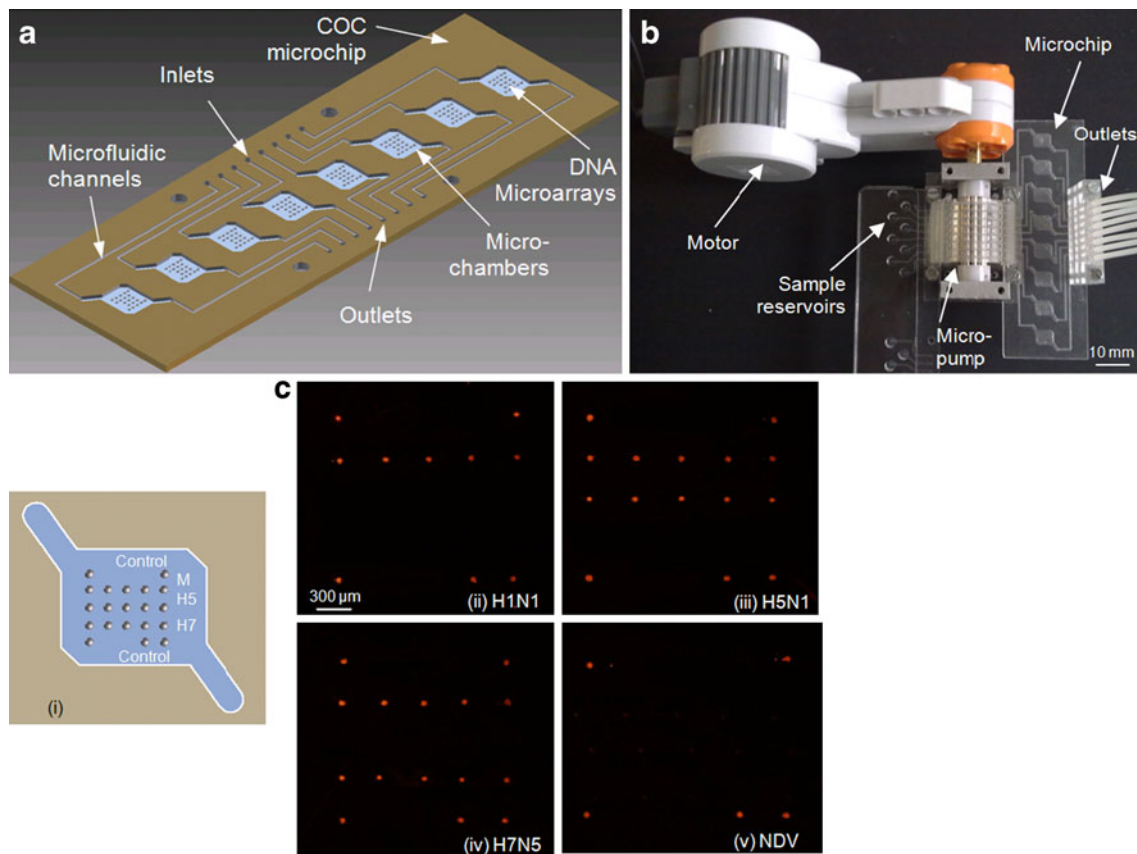 a
COC
microchip
Inlets
Microfluidic
channels
DNA
Microarrays
Micro-
chambers
Outlets
b
Microchip
Outlets
Motor
Sample
reservoirs
Micro-
pump
10 mm
c
Control
M
H5
H7
Control
(i)
300 µm
(ii) H1N1
(iii) H5N1
(iv) H7N5
(v) NDV